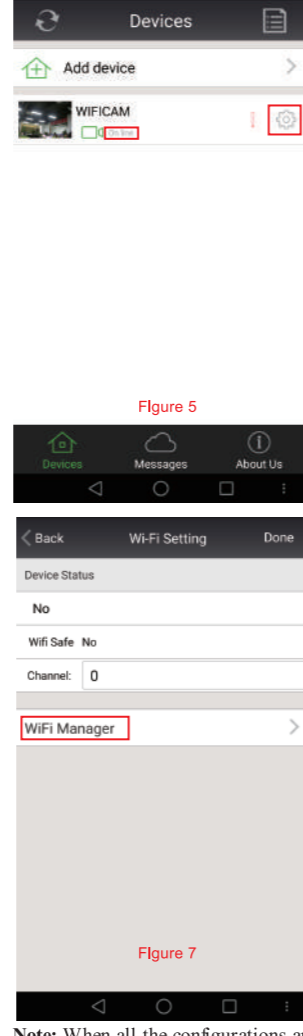 Devices
Add device
WIFICAM
On line
Figure 5
Devices Messages About Us
Back Wi-Fi Setting Done
Device Status
No
Wifi Safe No
Channel: 0
WiFi Manager
Figure 7
Note: When all the configurations